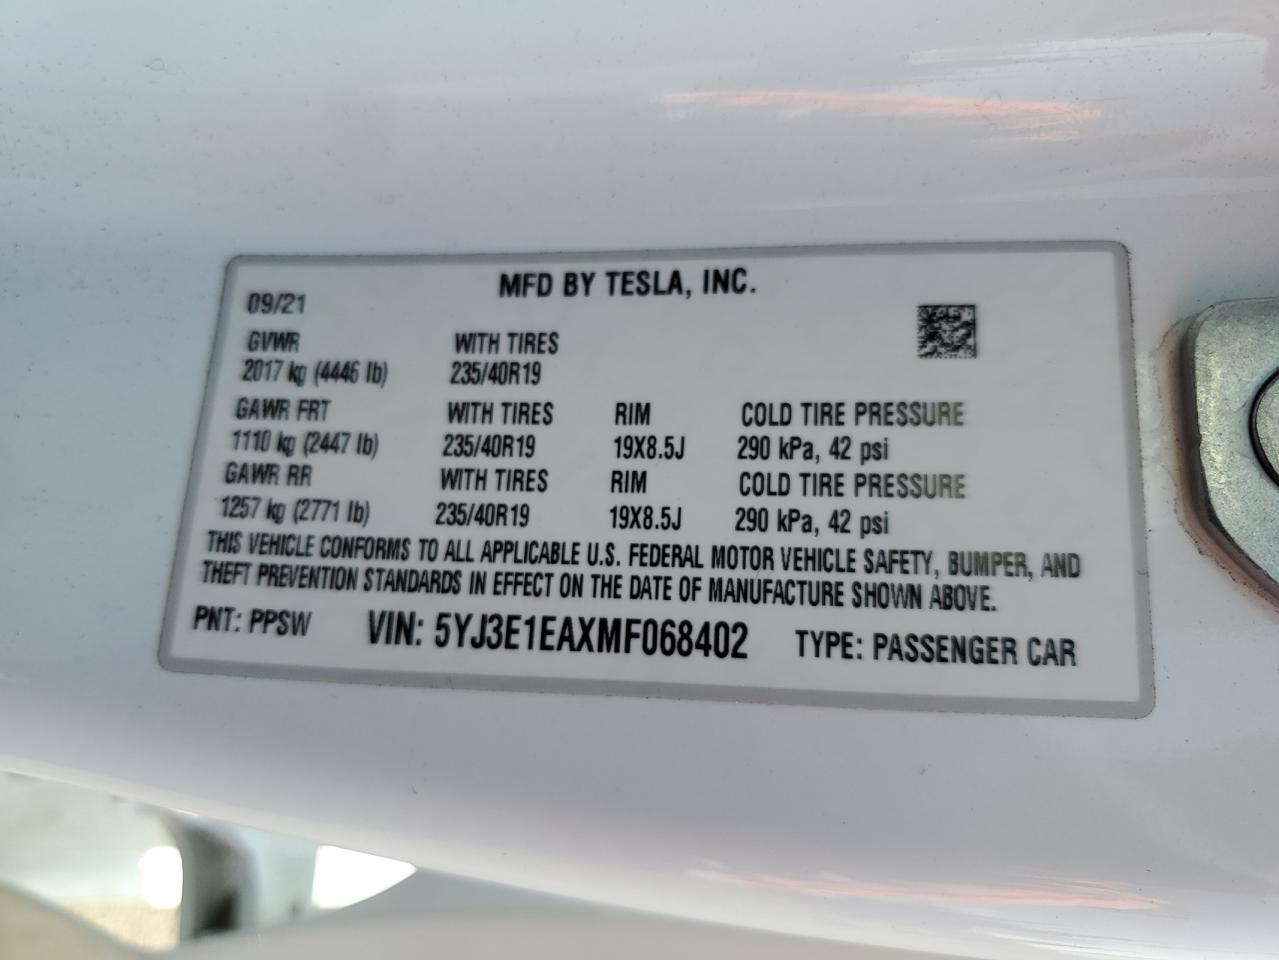 MFD BY TESLA, INC.
09/21
GVWR WITH TIRES
2017 kg (4446 lb) 235/40R19
GAWR FRT WITH TIRES RIM COLD TIRE PRESSURE
1110 kg (2447 lb) 235/40R19 19X8.5J 290 kPa, 42 psi
GAWR RR WITH TIRES RIM COLD TIRE PRESSURE
1257 kg (2771 lb) 235/40R19 19X8.5J 290 kPa, 42 psi
THIS VEHICLE CONFORMS TO ALL APPLICABLE U.S. FEDERAL MOTOR VEHICLE SAFETY, BUMPER, AND
THEFT PREVENTION STANDARDS IN EFFECT ON THE DATE OF MANUFACTURE SHOWN ABOVE.
PNT: PPSW VIN: 5YJ3E1EAXMF068402 TYPE: PASSENGER CAR